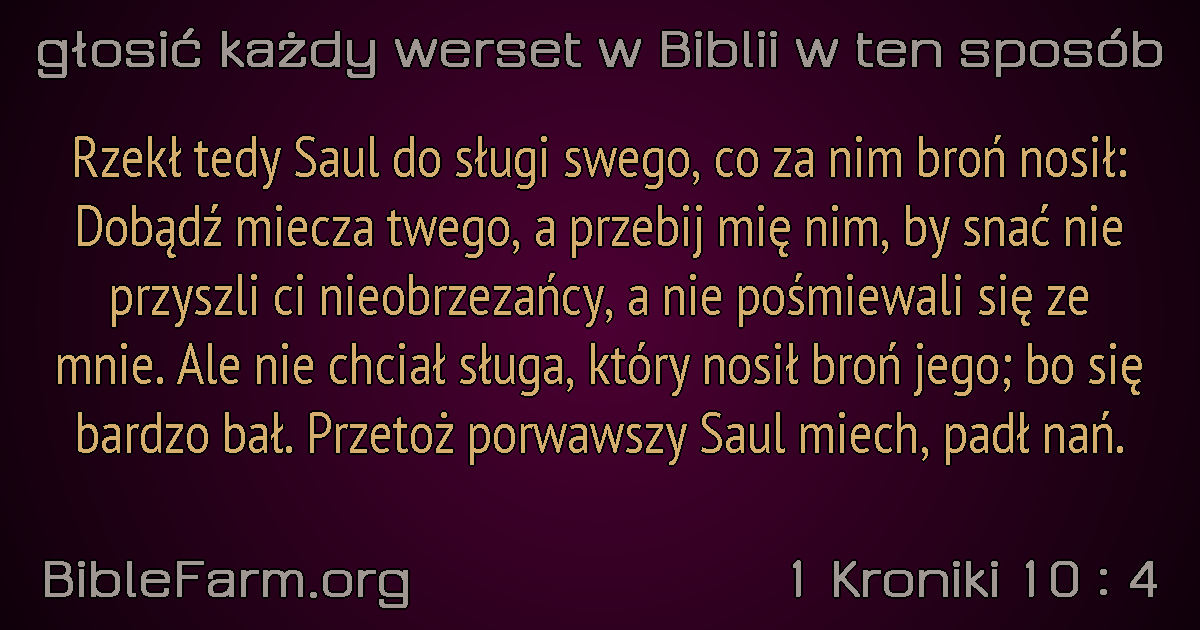 głosić każdy werset w Biblii w ten sposób
Rzekł tedy Saul do sługi swego, co za nim broń nosił:
Dobądź miecza twego, a przebij mię nim, by snać nie
przyszli ci nieobrzezańcy, a nie pośmiewali się ze
mnie. Ale nie chciał sługa, który nosił broń jego; bo się
bardzo bał. Przetoż porwawszy Saul miech, padł nań.
BibleFarm.org
1 Kroniki 10 : 4